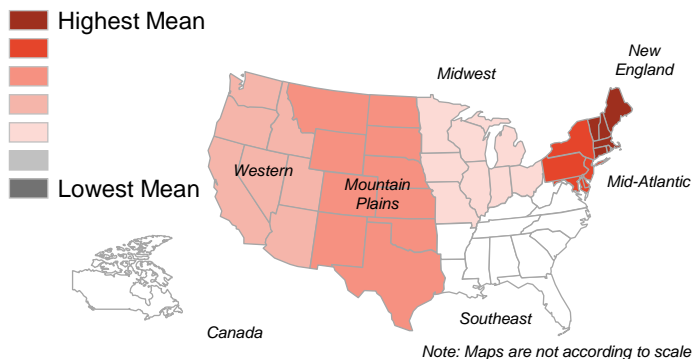 Highest Mean
Lowest Mean
Midwest
New
England
Western
Mountain
Plains
Mid-Atlantic
Canada
Southeast
Note: Maps are not according to scale